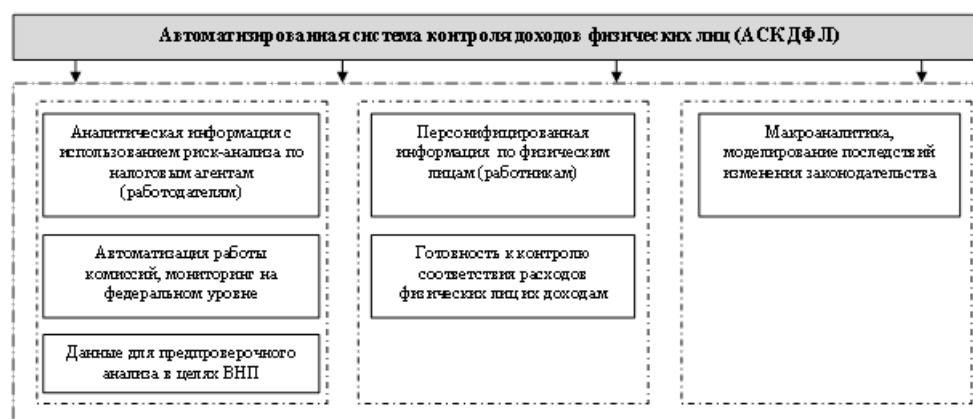 Автоматизированная система контроля доходов физических лиц (АСК ДФЛ)
Аналитическая информация с
использованием риск-анализа по
налоговым агентам
(работодателям)
Автоматизация работы
комиссий, мониторинг на
федеральном уровне
Данные для предпроверочного
анализа в целях ВНП
Персонифицированная
информация по физическим
лицам (работникам)
Готовность к контролю
соответствия расходов
физических лиц их доходам
Макроаналитика,
моделирование последствий
изменения законодательства